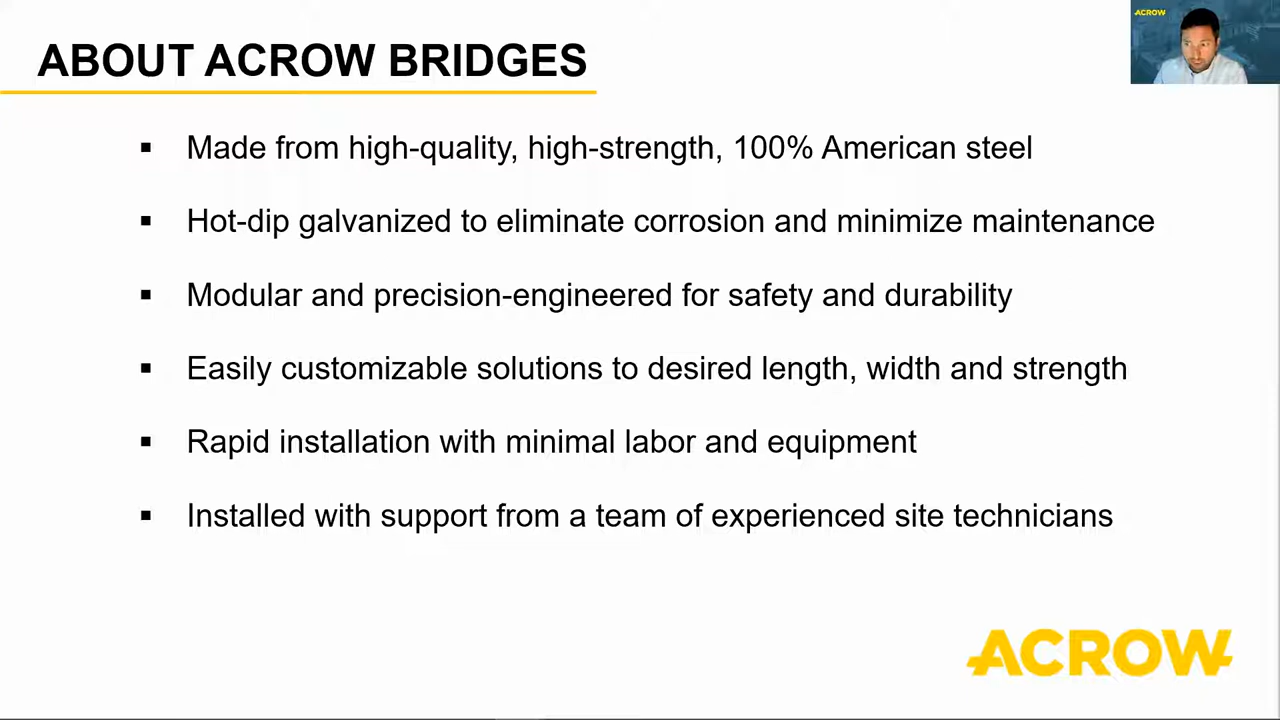 ABOUT ACROW BRIDGES
ACROW
▪ Made from high-quality, high-strength, 100% American steel
▪ Hot-dip galvanized to eliminate corrosion and minimize maintenance
▪ Modular and precision-engineered for safety and durability
▪ Easily customizable solutions to desired length, width and strength
▪ Rapid installation with minimal labor and equipment
▪ Installed with support from a team of experienced site technicians
ACROW